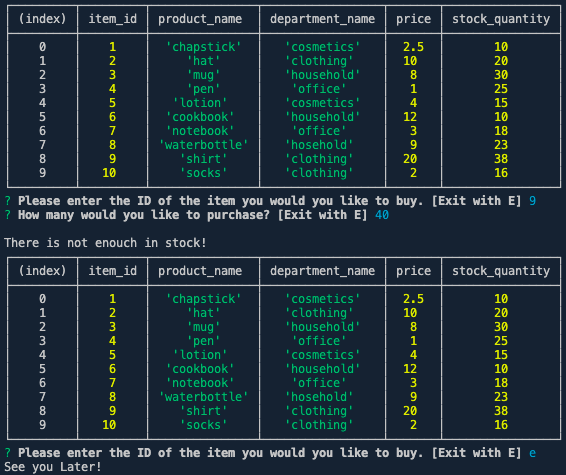 (index) item_id product_name department_name price stock_quantity
0 1 'chapstick' 'cosmetics' 2.5 10
1 2 'hat' 'clothing' 10 20
2 3 'mug' 'household' 8 30
3 4 'pen' 'office' 1 25
4 5 'lotion' 'cosmetics' 4 15
5 6 'cookbook' 'household' 12 10
6 7 'notebook' 'office' 3 18
7 8 'waterbottle' 'hosehold' 9 23
8 9 'shirt' 'clothing' 20 38
9 10 'socks' 'clothing' 2 16
? Please enter the ID of the item you would you like to buy. [Exit with E] 9
? How many would you like to purchase? [Exit with E] 40
There is not enouch in stock!
(index) item_id product_name department_name price stock_quantity
0 1 'chapstick' 'cosmetics' 2.5 10
1 2 'hat' 'clothing' 10 20
2 3 'mug' 'household' 8 30
3 4 'pen' 'office' 1 25
4 5 'lotion' 'cosmetics' 4 15
5 6 'cookbook' 'household' 12 10
6 7 'notebook' 'office' 3 18
7 8 'waterbottle' 'hosehold' 9 23
8 9 'shirt' 'clothing' 20 38
9 10 'socks' 'clothing' 2 16
? Please enter the ID of the item you would you like to buy. [Exit with E] e
See you Later!